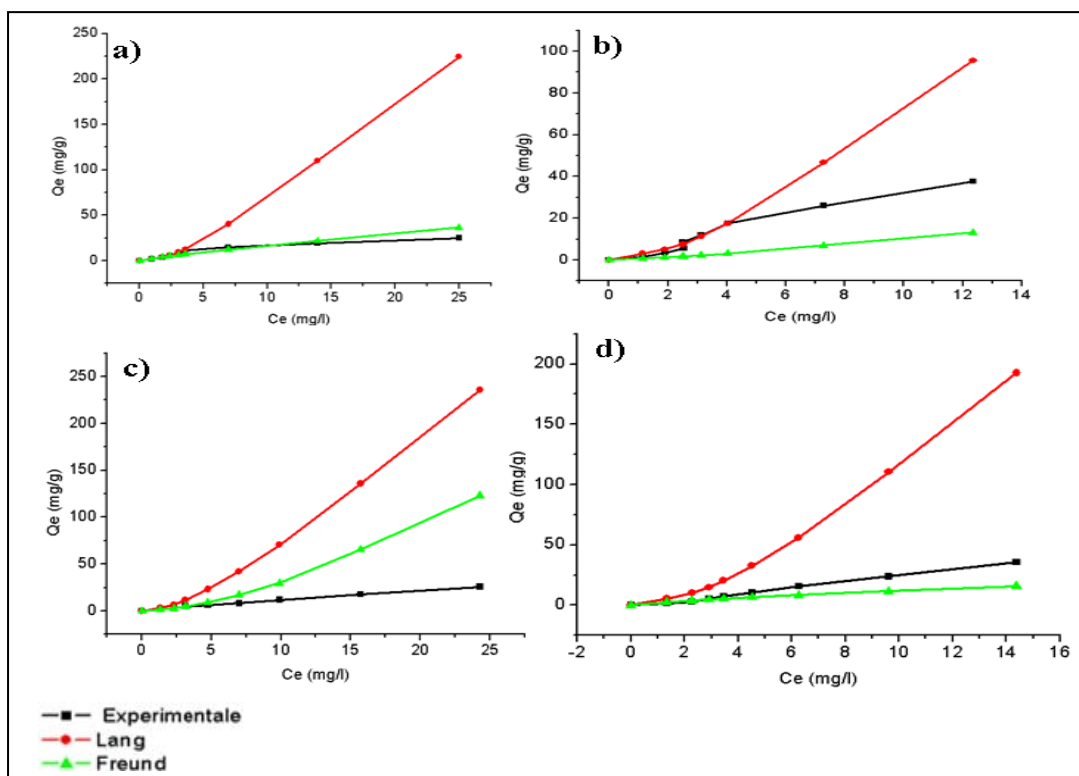 a)
250
200
150
100
50
0
Qe (mg/g)
0 5 10 15 20 25
Ce (mg/l)
b)
100
80
60
40
20
0
Qe (mg/g)
0 2 4 6 8 10 12 14
Ce (mg/l)
c)
250
200
150
100
50
0
Qe (mg/g)
0 5 10 15 20 25
Ce (mg/l)
d)
200
150
100
50
0
Qe (mg/g)
-2 0 2 4 6 8 10 12 14 16
Ce (mg/l)
Experimentale
Lang
Freund